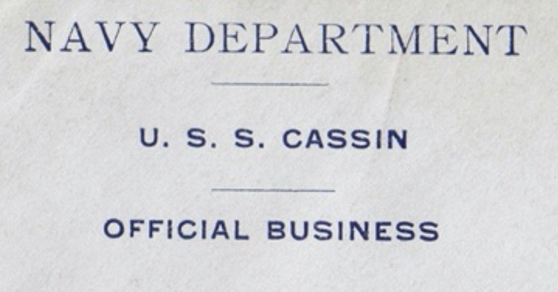 NAVY DEPARTMENT
U. S. S. CASSIN
OFFICIAL BUSINESS